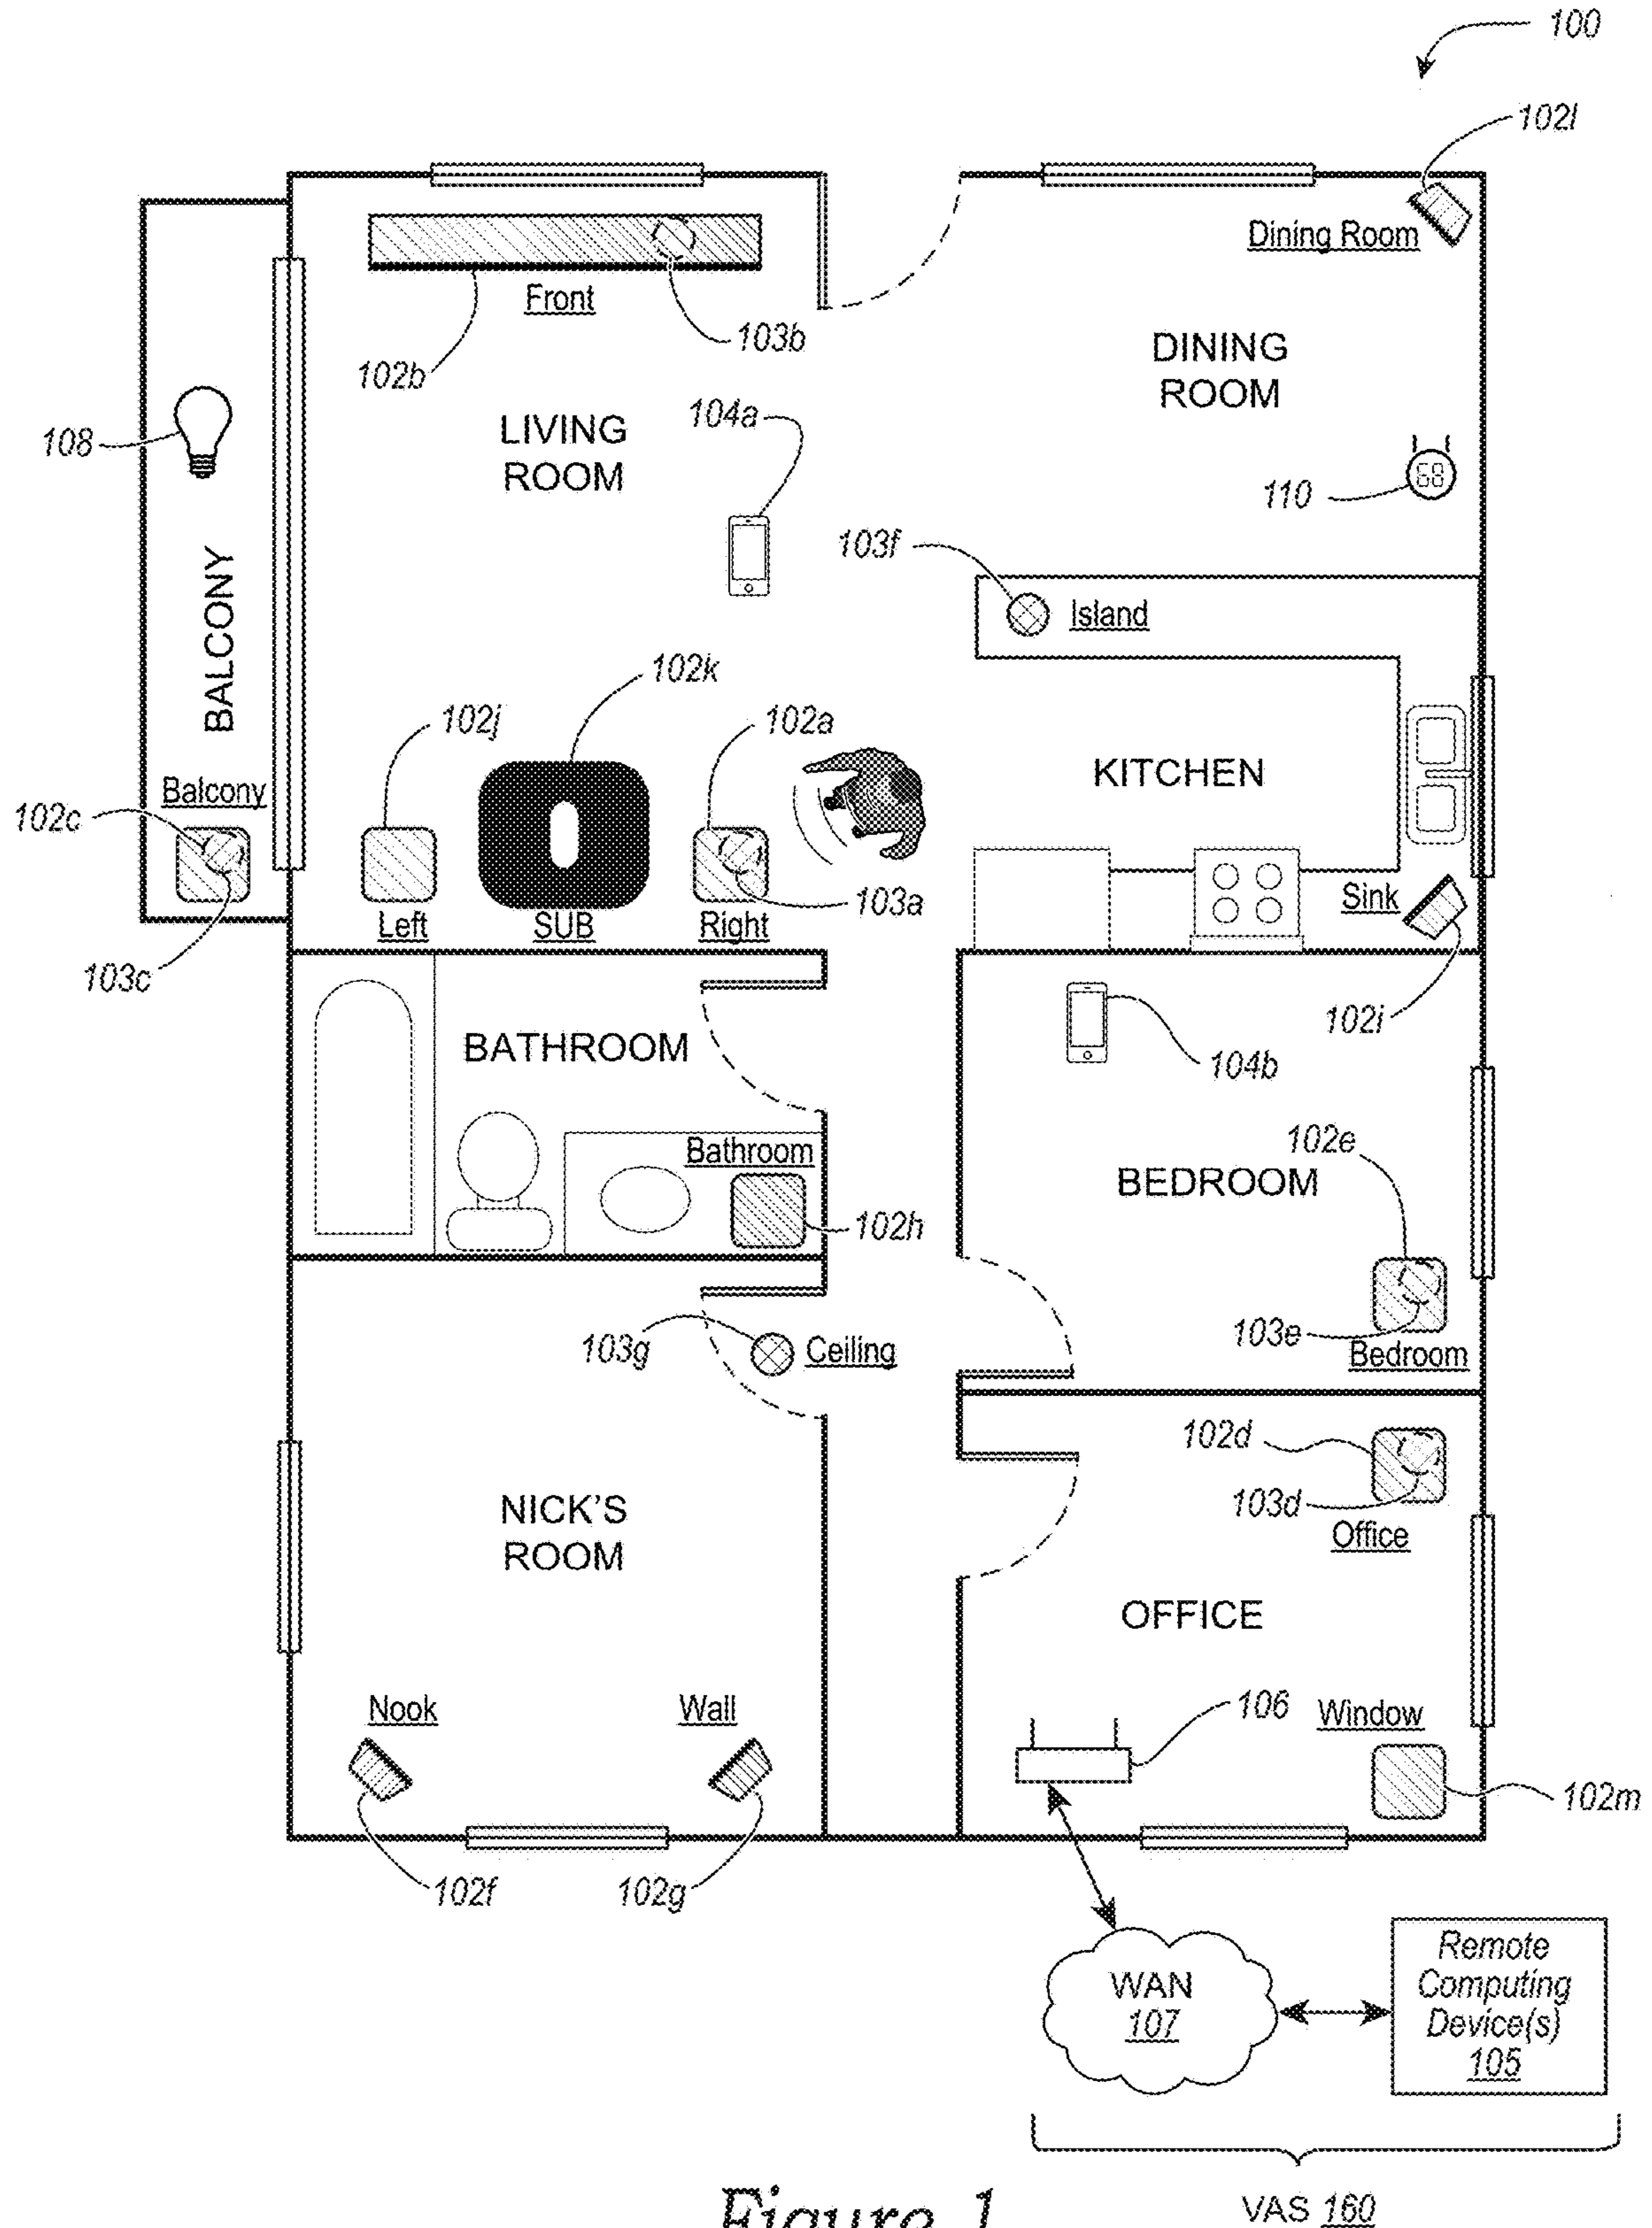 100
102l
Dining Room
Front
103b
102b
DINING
ROOM
104a
LIVING
ROOM
108
110
68
103f
Island
BALCONY
102k
102j
102a
KITCHEN
Balcony
102c
Sink
103a
Left
SUB
Right
103c
102i
BATHROOM
104b
Bathroom
102e
BEDROOM
102h
103e
103g
Ceiling
Bedroom
102d
103d
NICK'S
ROOM
Office
OFFICE
Nook
Wall
106
Window
102m
102f
102g
WAN
107
Remote
Computing
Device(s)
105
VAS 160
Figure 1